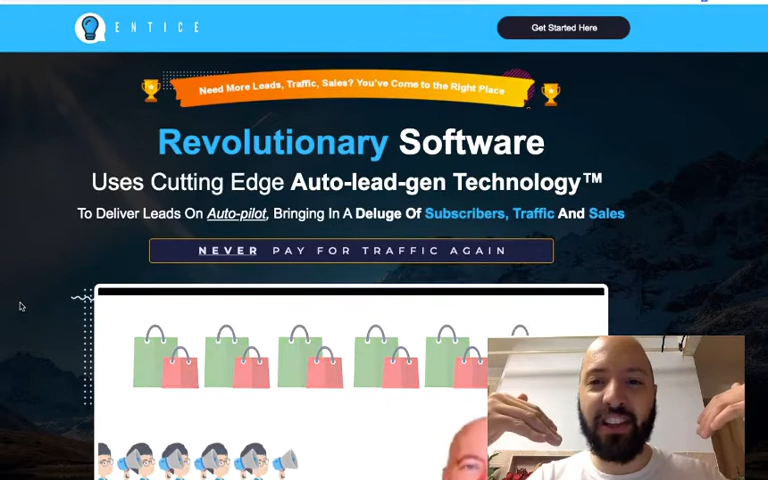 ENTICE
Get Started Here
Need More Leads, Traffic, Sales? You've Come to the Right Place
Revolutionary Software
Uses Cutting Edge Auto-lead-gen Technology™
To Deliver Leads On Auto-pilot, Bringing In A Deluge Of Subscribers, Traffic And Sales
NEVER PAY FOR TRAFFIC AGAIN